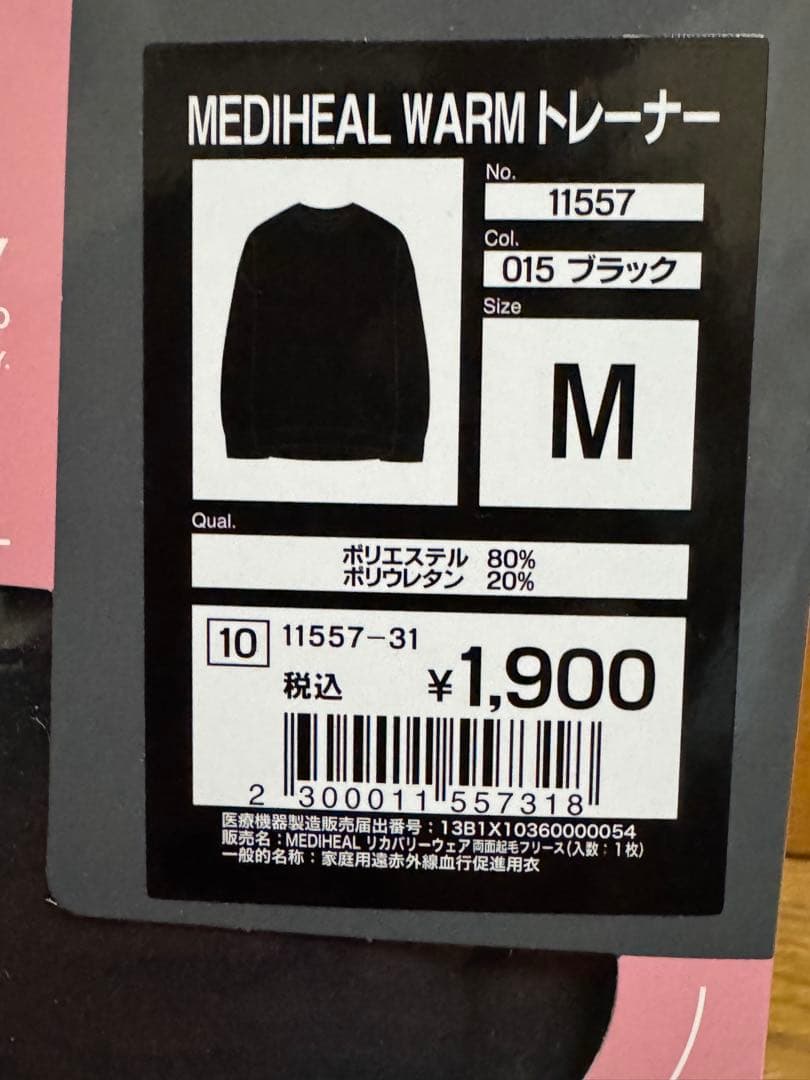 MEDIHEAL WARMトレーナー
No.
11557
Col.
015 ブラック
Size
M
Qual.
ポリエステル 80%
ポリウレタン 20%
10 11557-31
税込 ¥1,900
2 300011 557318
医療機器製造販売届出番号：13B1X10360000054
販売名：MEDIHEAL リカバリーウェア両面起毛フリース(入数：1枚)
一般的名称：家庭用遠赤外線血行促進用衣